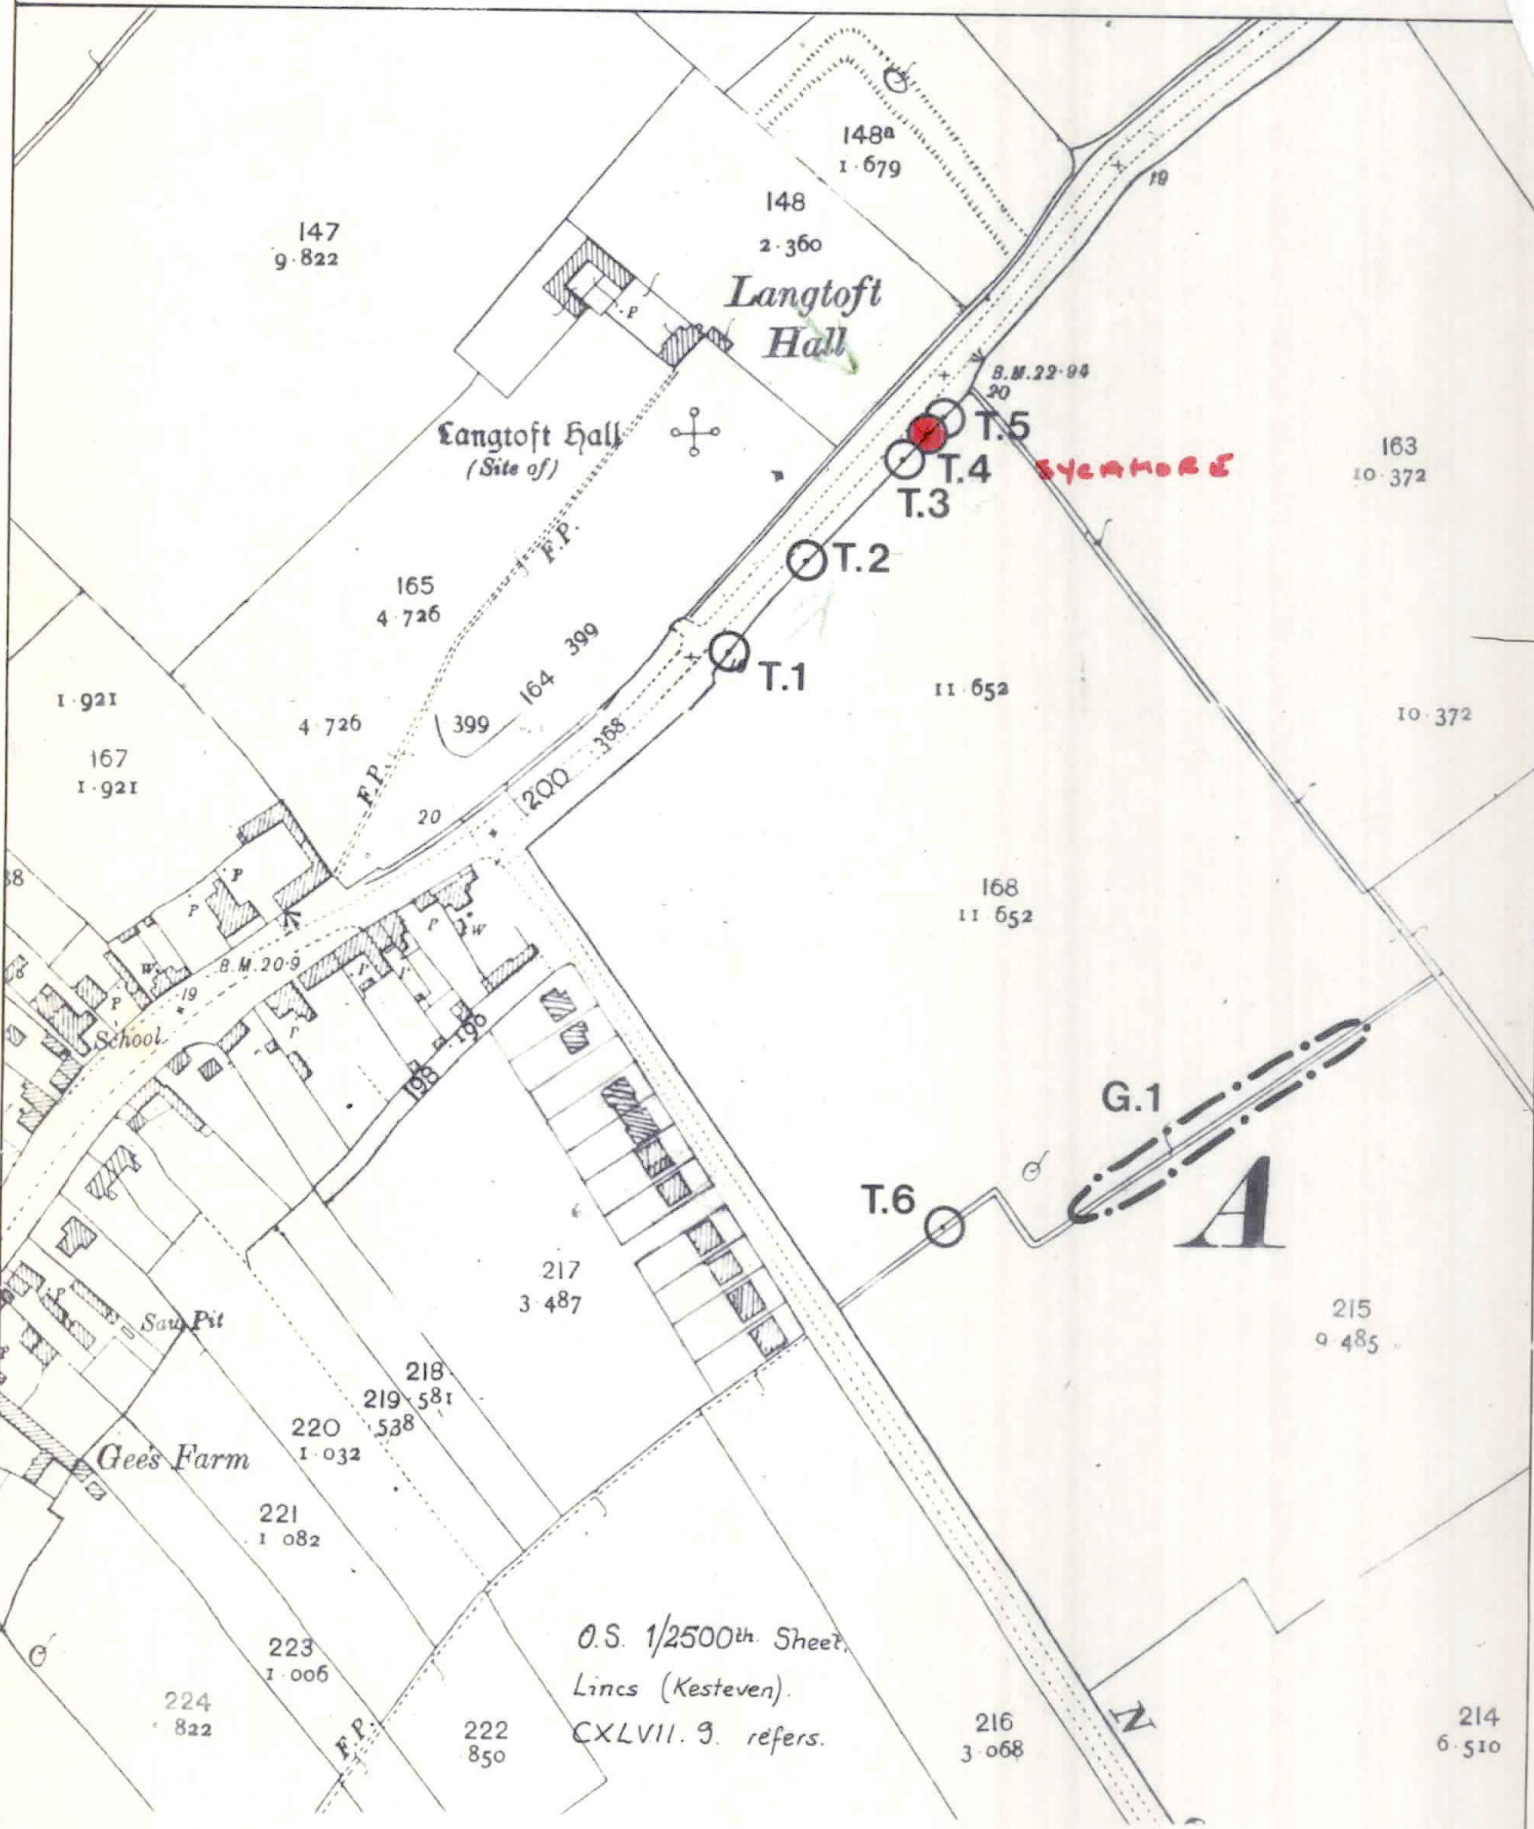 148a
1·679
19
148
2·360
147
9·822
P
Langtoft
Hall
B.M.22·94
20
T.5
Langtoft Hall
(Site of)
163
10·372
T.4
SYCAMORE
T.3
F.P.
T.2
165
4·726
399
T.1
164
11·652
1·921
4·726
399
368
10·372
167
1·921
F.P.
200
20
38
P
168
11·652
P
P
W
W
B.M.20·9
19
P
P
School
196
198
G.1
A
T.6
217
3·487
215
9·485
P
Saw Pit
218
·581
219
·538
220
1·032
Gee's Farm
221
1·082
O.S. 1/2500th. Sheet,
Lincs (Kesteven).
CXLVII. 9. refers.
223
1·006
224
·822
F.P.
222
·850
216
3·068
N
214
6·510